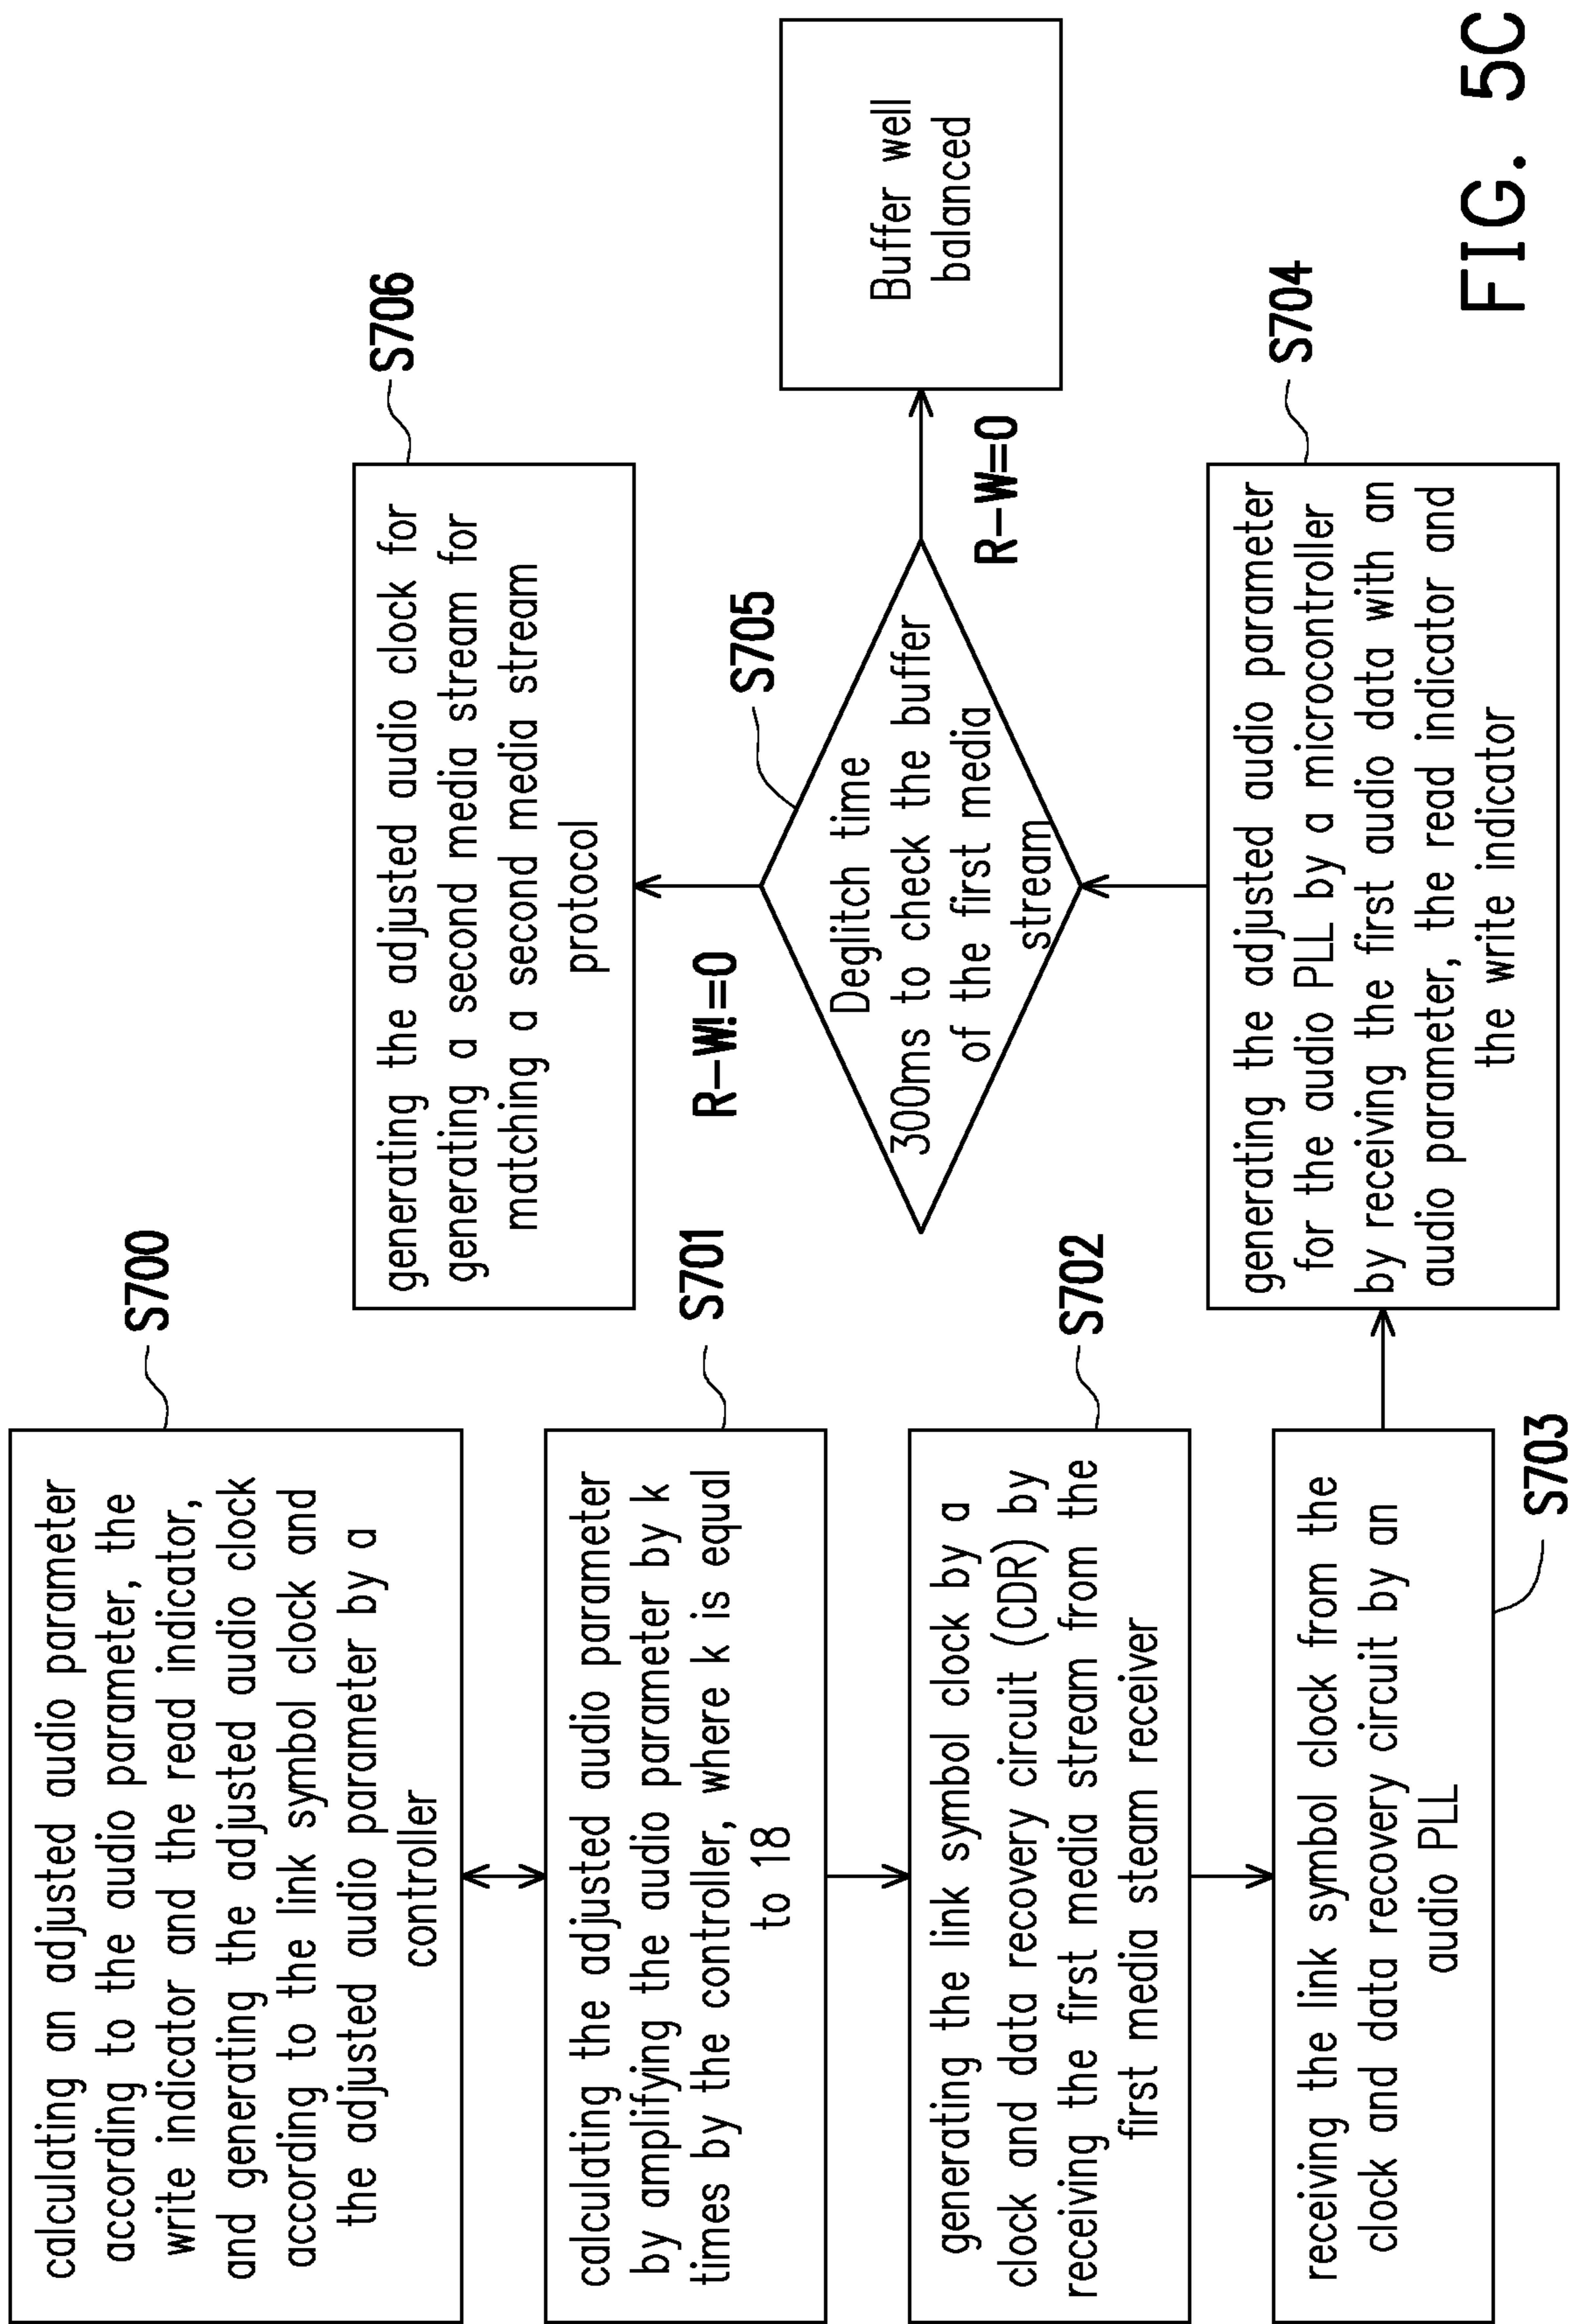 calculating an adjusted audio parameter
according to the audio parameter, the
write indicator and the read indicator,
and generating the adjusted audio clock
according to the link symbol clock and
the adjusted audio parameter by a
controller
S700
calculating the adjusted audio parameter
by amplifying the audio parameter by k
times by the controller, where k is equal
to 18
S701
generating the link symbol clock by a
clock and data recovery circuit (CDR) by
receiving the first media stream from the
first media steam receiver
S702
receiving the link symbol clock from the
clock and data recovery circuit by an
audio PLL
S703
generating the adjusted audio parameter
for the audio PLL by a microcontroller
by receiving the first audio data with an
audio parameter, the read indicator and
the write indicator
S704
Deglitch time
300ms to check the buffer
of the first media
stream
S705
R-W!=0
R-W=0
generating the adjusted audio clock for
generating a second media stream for
matching a second media stream
protocol
S706
Buffer well
balanced
FIG. 5C